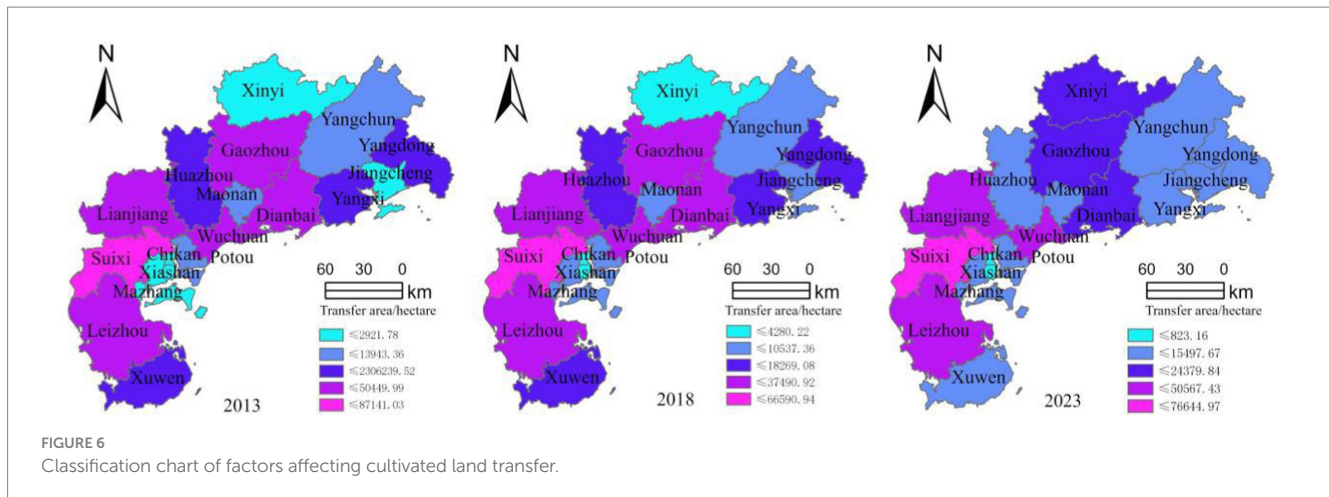 N
Xinyi
Yangchun
Gaozhou
Yangdong
Huazhou
Jiangcheng
Maonan
Yangxi
Lianjiang
Dianbai
Wuchuan
Suixi
Chikan
Potou
Xiashan
Mazhang
Leizhou
Xuwen
60 30 0
km
Transfer area/hectare
≤2921.78
≤13943.36
≤2306239.52
≤50449.99
≤87141.03
2013
N
Xinyi
Yangchun
Gaozhou
Yangdong
Huazhou
Jiangcheng
Maonan
Yangxi
Lianjiang
Dianbai
Wuchuan
Suixi
Chikan
Potou
Xiashan
Mazhang
Leizhou
Xuwen
60 30 0
km
Transfer area/hectare
≤4280.22
≤10537.36
≤18269.08
≤37490.92
≤66590.94
2018
N
Xniyi
Yangchun
Gaozhou
Yangdong
Huazhou
Jiangcheng
Maonan
Yangxi
Liangjiang
Dianbai
Wuchuan
Suixi
Chikan
Potou
Xiashan
Mazhang
Leizhou
Xuwen
60 30 0
km
Transfer area/hectare
≤823.16
≤15497.67
≤24379.84
≤50567.43
≤76644.97
2023
FIGURE 6
Classification chart of factors affecting cultivated land transfer.